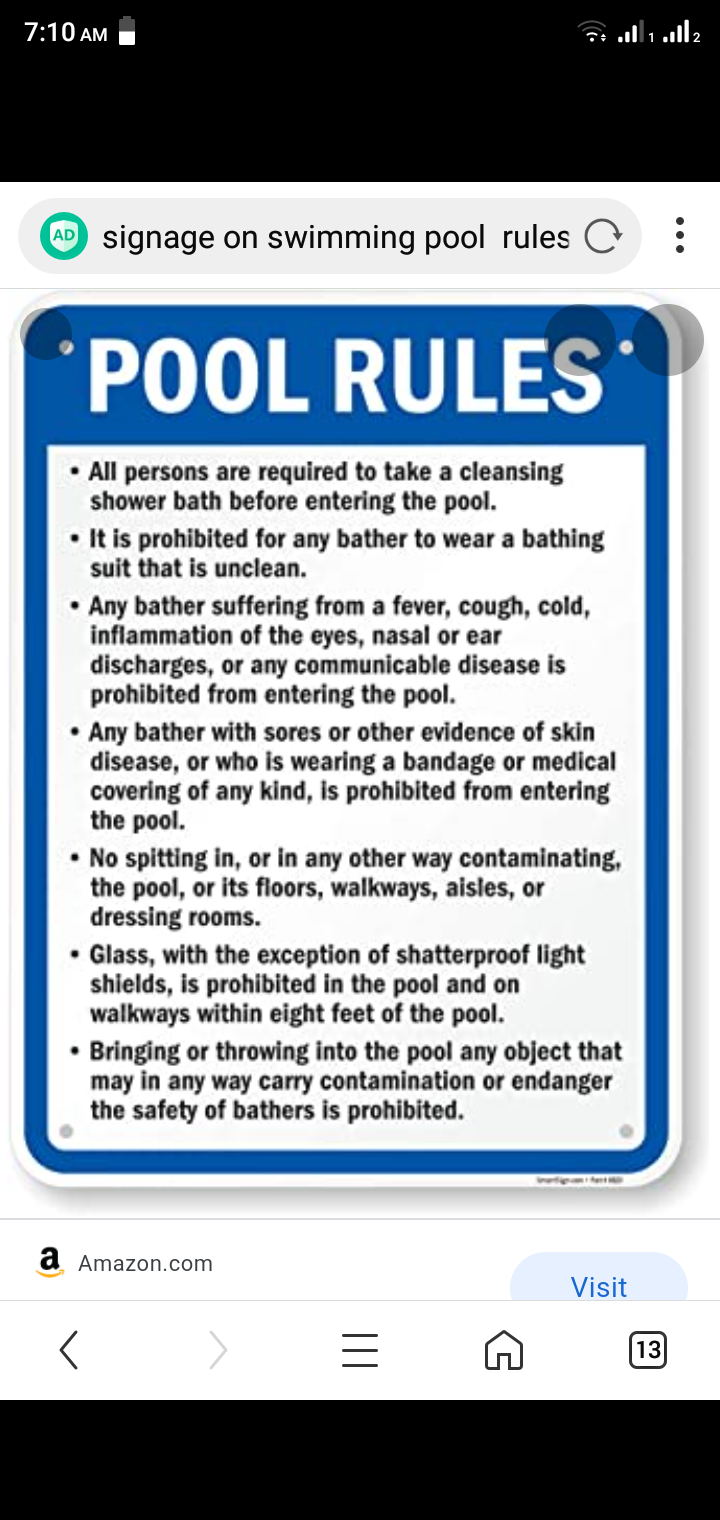 7:10 AM
1 2
AD signage on swimming pool rules
POOL RULES
• All persons are required to take a cleansing
shower bath before entering the pool.
• It is prohibited for any bather to wear a bathing
suit that is unclean.
• Any bather suffering from a fever, cough, cold,
inflammation of the eyes, nasal or ear
discharges, or any communicable disease is
prohibited from entering the pool.
• Any bather with sores or other evidence of skin
disease, or who is wearing a bandage or medical
covering of any kind, is prohibited from entering
the pool.
• No spitting in, or in any other way contaminating,
the pool, or its floors, walkways, aisles, or
dressing rooms.
• Glass, with the exception of shatterproof light
shields, is prohibited in the pool and on
walkways within eight feet of the pool.
• Bringing or throwing into the pool any object that
may in any way carry contamination or endanger
the safety of bathers is prohibited.
a Amazon.com
Visit
13